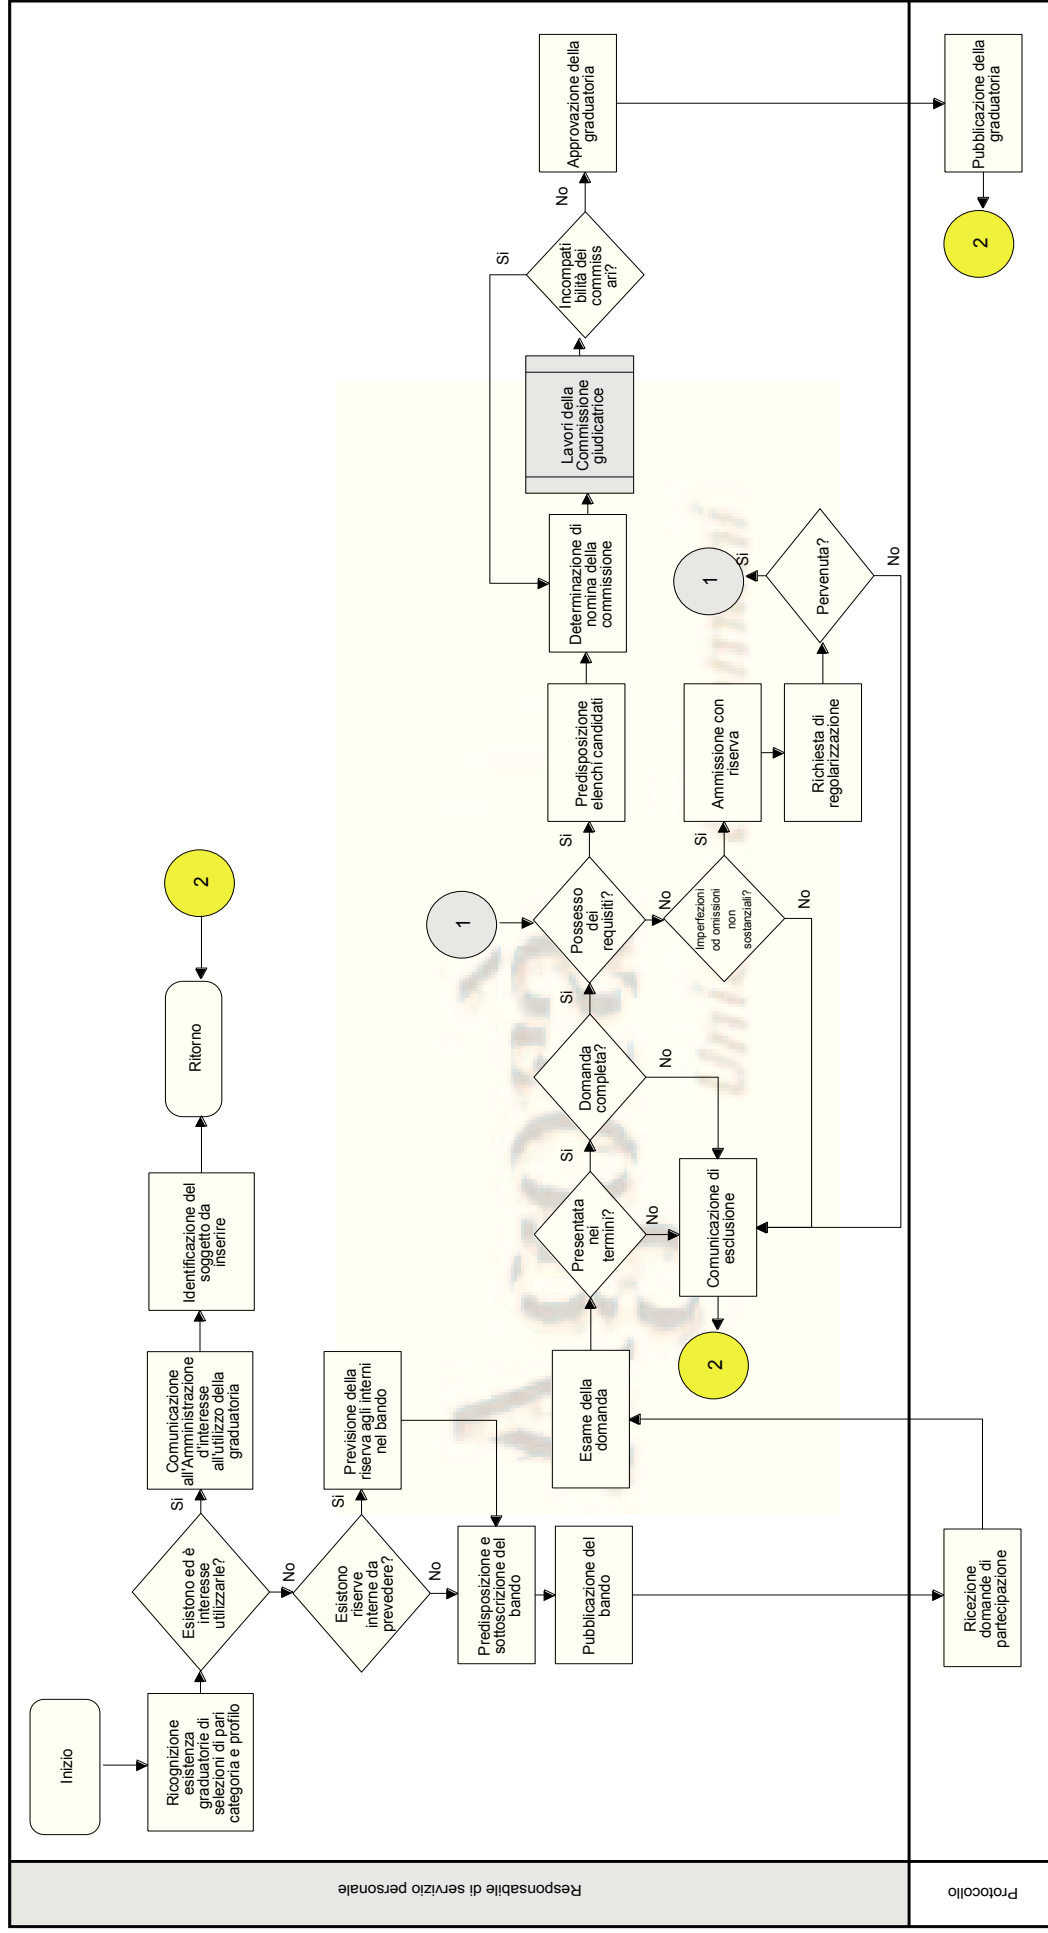 Responsabile di servizio personale
Protocollo
Inizio
Ricognizione
esistenza
graduatorie di
selezioni di pari
categoria e profilo
Esistono ed è
interesse
utilizzarle?
Si
No
Comunicazione
all'Amministrazione
d'interesse
all'utilizzo della
graduatoria
Identificazione del
soggetto da
inserire
Ritorno
2
Esistono
riserve
interne da
prevedere?
Si
No
Previsione della
riserva agli interni
nel bando
Predisposizione e
sottoscrizione del
bando
Pubblicazione del
bando
Ricezione
domande di
partecipazione
Esame della
domanda
Presentata
nei
termini?
Si
No
Domanda
completa?
Si
No
Comunicazione di
esclusione
2
1
Possesso
dei
requisiti?
Si
No
Imperfezioni
od omissioni
non
sostanziali?
Si
No
Ammissione con
riserva
Richiesta di
regolarizzazione
Pervenuta?
Si
No
1
Predisposizione
elenchi candidati
Determinazione di
nomina della
commissione
Lavori della
Commissione
giudicatrice
Incompati
bilità dei
commiss
ari?
Si
No
Approvazione della
graduatoria
Pubblicazione della
graduatoria
2